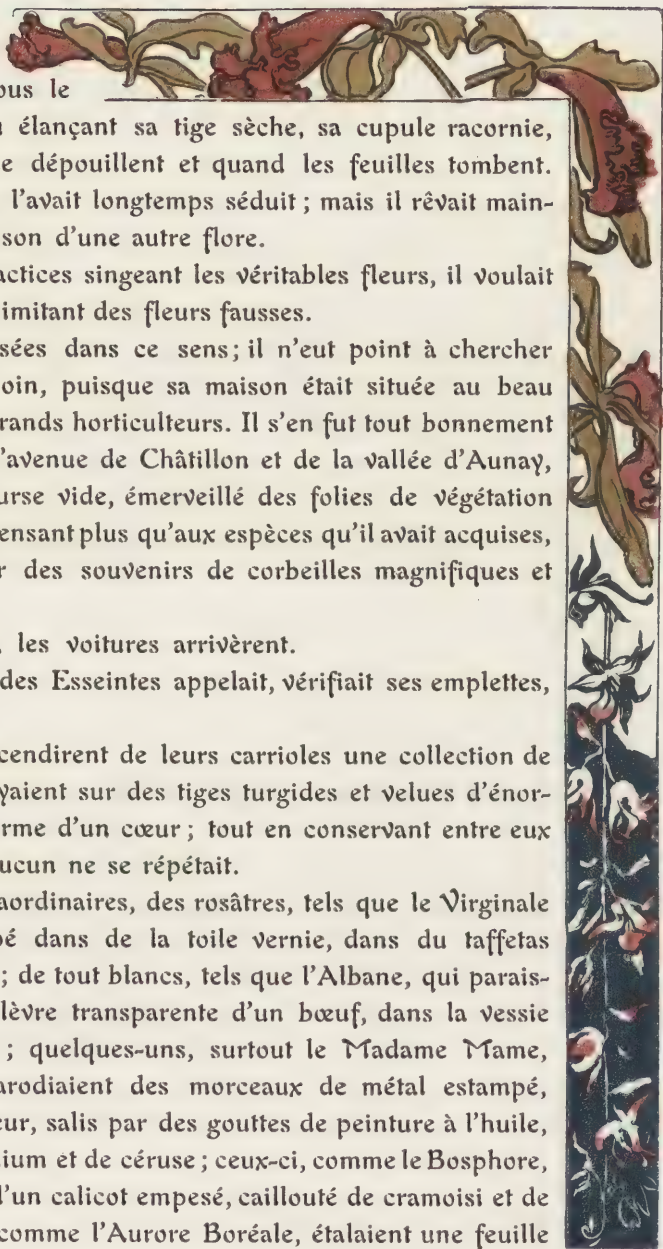 ous le
élançant sa tige sèche, sa cupule racornie,
e dépouillent et quand les feuilles tombent.
l'avait longtemps séduit ; mais il rêvait main-
son d'une autre flore.
actices singeant les véritables fleurs, il voulait
imitant des fleurs fausses.
sées dans ce sens ; il n'eut point à chercher
oin, puisque sa maison était située au beau
rands horticulteurs. Il s'en fut tout bonnement
'avenue de Châtillon et de la vallée d'Aunay,
urse vide, émerveillé des folies de végétation
ensant plus qu'aux espèces qu'il avait acquises,
r des souvenirs de corbeilles magnifiques et
les voitures arrivèrent.
des Esseintes appelait, vérifiait ses emplettes,
cendirent de leurs carrioles une collection de
yaient sur des tiges turgides et velues d'énor-
rme d'un cœur ; tout en conservant entre eux
ucun ne se répétait.
aordinaires, des rosâtres, tels que le Virginale
pé dans de la toile vernie, dans du taffetas
; de tout blancs, tels que l'Albane, qui parais-
lèvre transparente d'un bœuf, dans la vessie
; quelques-uns, surtout le Madame Mame,
arodiaient des morceaux de métal estampé,
eur, salis par des gouttes de peinture à l'huile,
ium et de céruse ; ceux-ci, comme le Bosphore,
d'un calicot empesé, caillouté de cramoisi et de
comme l'Aurore Boréale, étalaient une feuille